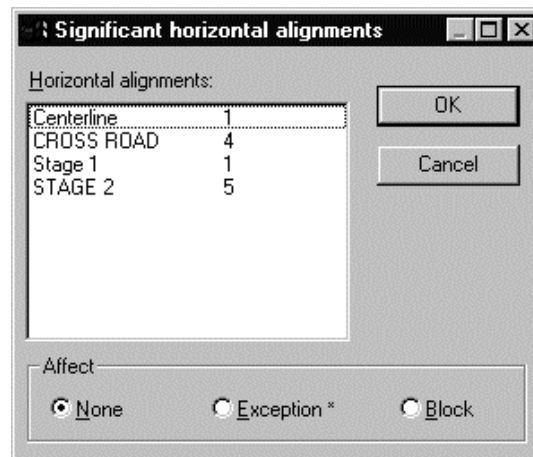 Significant horizontal alignments
Horizontal alignments:
Centerline 1
CROSS ROAD 4
Stage 1 1
STAGE 2 5
OK
Cancel
Affect
None Exception * Block